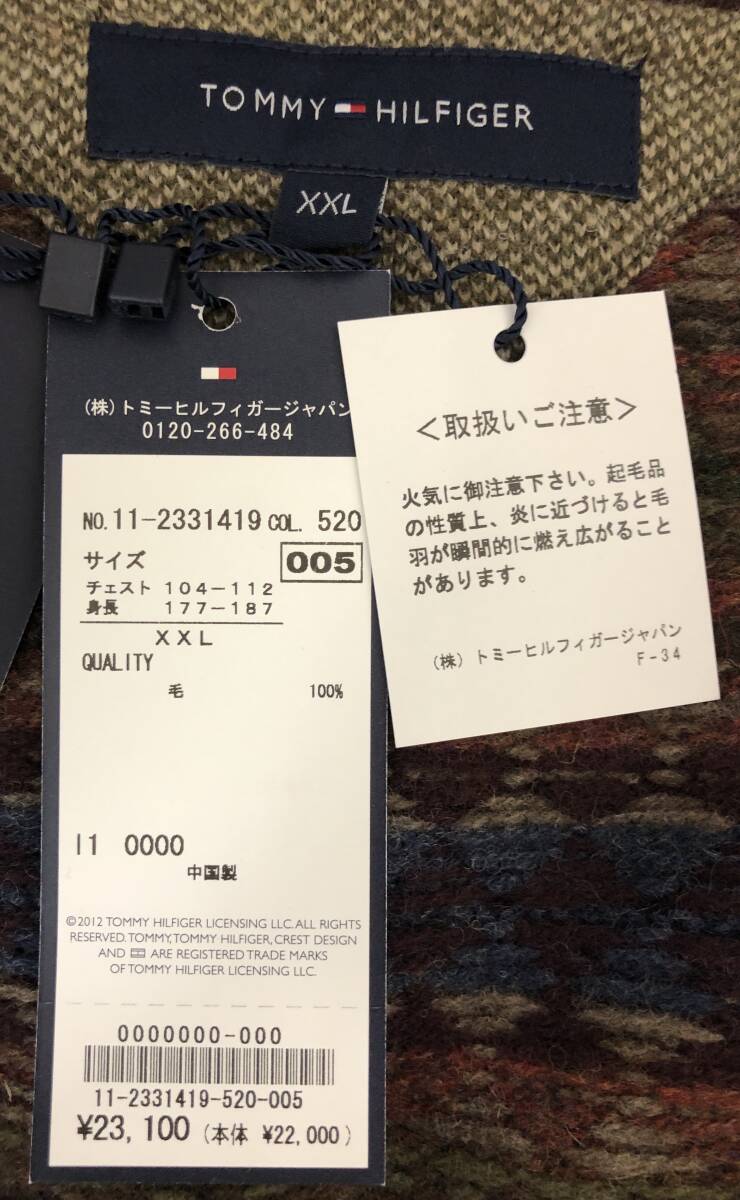 TOMMY HILFIGER
XXL
(株)トミーヒルフィガージャパン
0120-266-484
NO. 11-2331419 COL. 520
サイズ 005
チェスト 104-112
身長 177-187
XXL
QUALITY
毛 100%
11 0000
中国製
©2012 TOMMY HILFIGER LICENSING LLC. ALL RIGHTS
RESERVED. TOMMY, TOMMY HILFIGER, CREST DESIGN
AND ARE REGISTERED TRADE MARKS
OF TOMMY HILFIGER LICENSING LLC.
0000000-000
11-2331419-520-005
¥23,100 (本体 ¥22,000)
<取扱いご注意>
火気に御注意下さい。起毛品
の性質上、炎に近づけると毛
羽が瞬間的に燃え広がること
があります。
(株)トミーヒルフィガージャパン
F-34